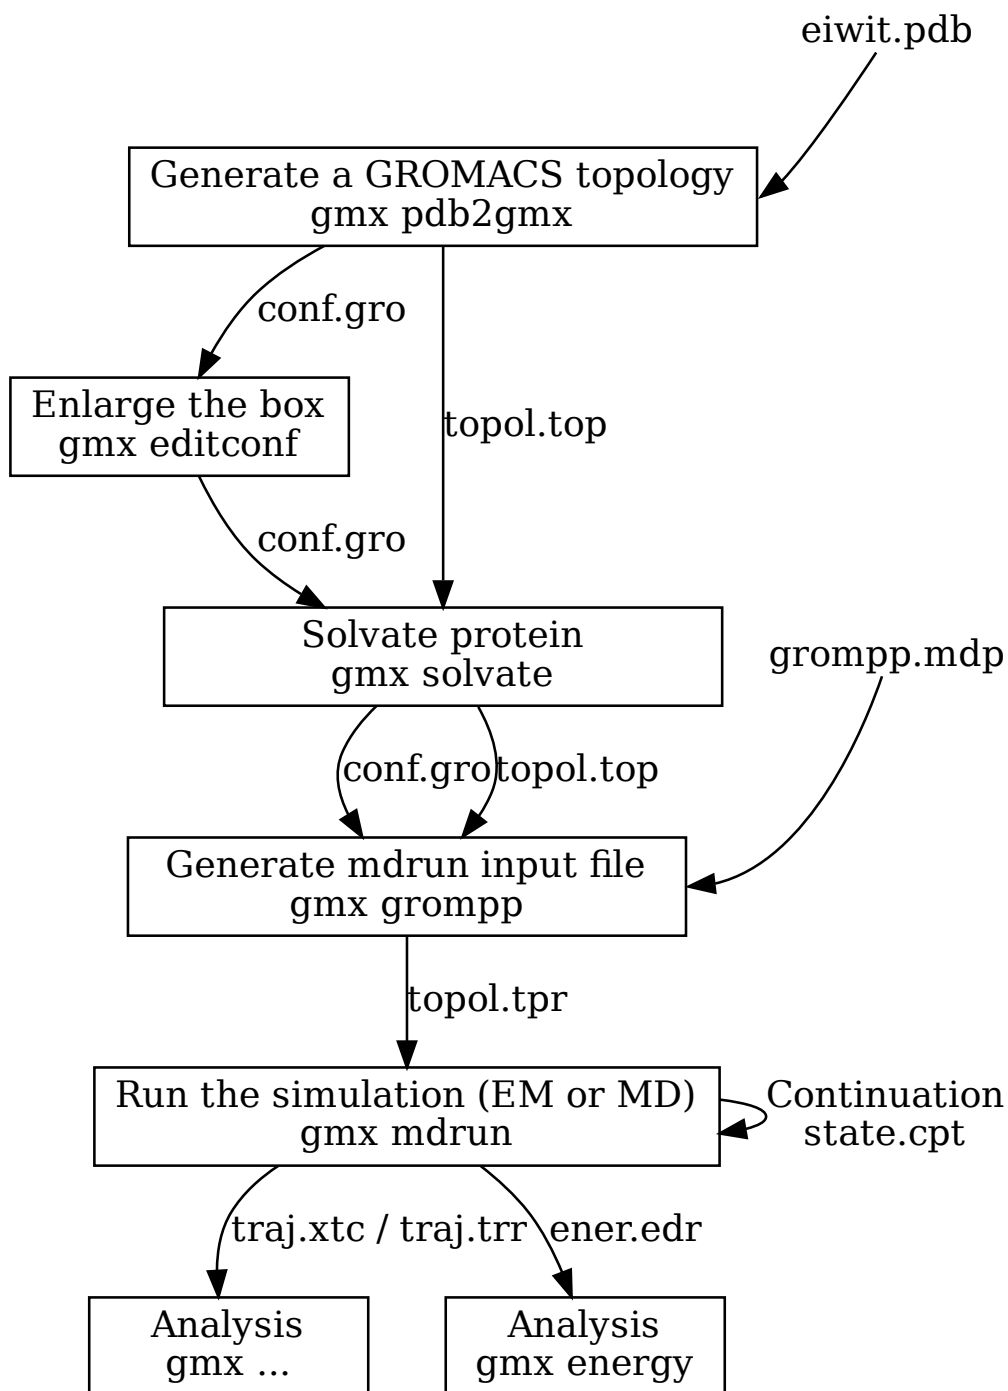 eiwit.pdb
Generate a GROMACS topology
gmx pdb2gmx
conf.gro
Enlarge the box
gmx editconf
topol.top
conf.gro
Solvate protein
gmx solvate
grompp.mdp
conf.gro
topol.top
Generate mdrun input file
gmx grompp
topol.tpr
Run the simulation (EM or MD)
gmx mdrun
Continuation
state.cpt
traj.xtc / traj.trr
ener.edr
Analysis
gmx ...
Analysis
gmx energy